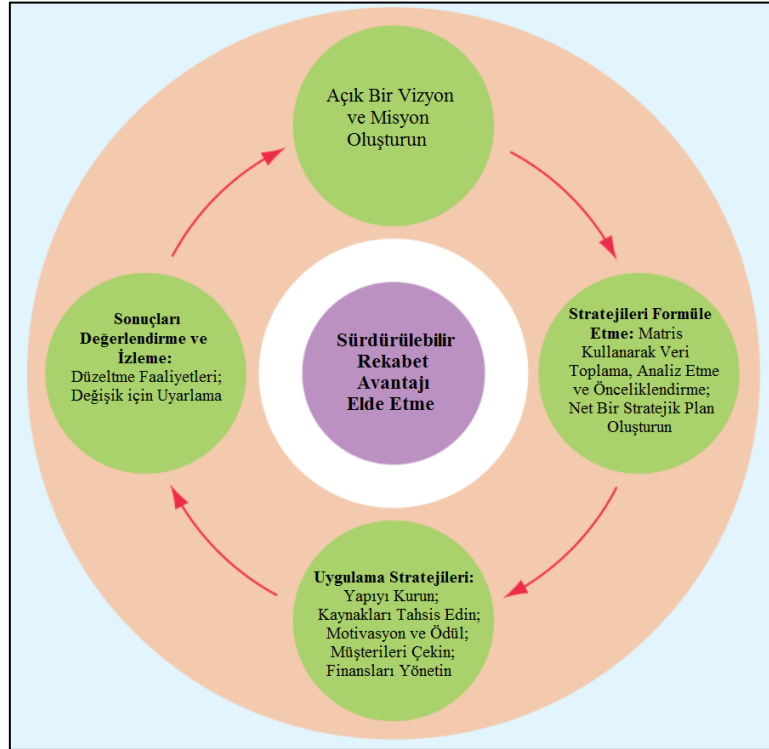 Açık Bir Vizyon
ve Misyon
Oluşturun
Stratejileri Formüle
Etme: Matris
Kullanarak Veri
Toplama, Analiz Etme
ve Önceliklendirme;
Net Bir Stratejik Plan
Oluşturun
Uygulama Stratejileri:
Yapıyı Kurun;
Kaynakları Tahsis Edin;
Motivasyon ve Ödül;
Müşterileri Çekin;
Finansları Yönetin
Sonuçları
Değerlendirme ve
İzleme:
Düzeltme Faaliyetleri;
Değişik için Uyarlama
Sürdürülebilir
Rekabet
Avantajı
Elde Etme